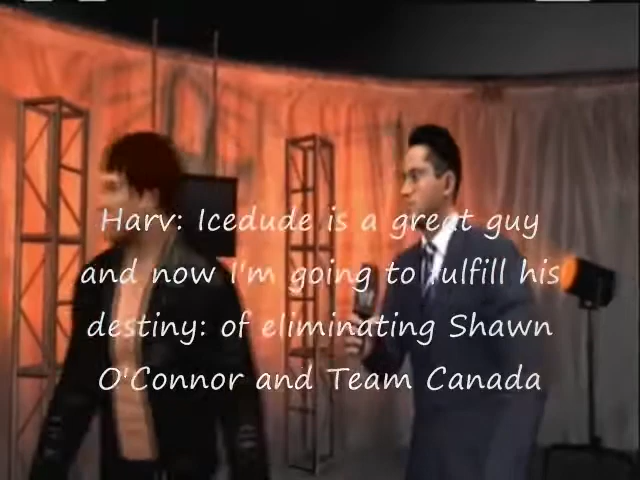 Harv: Icedude is a great guy
and now I'm going to fulfill his
destiny: of eliminating Shawn
O'Connor and Team Canada